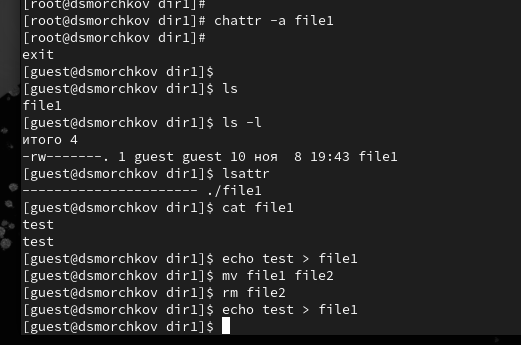 [root@dsmorchkov dir1]#
[root@dsmorchkov dir1]# chattr -a file1
[root@dsmorchkov dir1]#
exit
[guest@dsmorchkov dir1]$
[guest@dsmorchkov dir1]$ ls
file1
[guest@dsmorchkov dir1]$ ls -l
итого 4
-rw-------. 1 guest guest 10 ноя  8 19:43 file1
[guest@dsmorchkov dir1]$ lsattr
---------------------- ./file1
[guest@dsmorchkov dir1]$ cat file1
test
test
[guest@dsmorchkov dir1]$ echo test > file1
[guest@dsmorchkov dir1]$ mv file1 file2
[guest@dsmorchkov dir1]$ rm file2
[guest@dsmorchkov dir1]$ echo test > file1
[guest@dsmorchkov dir1]$